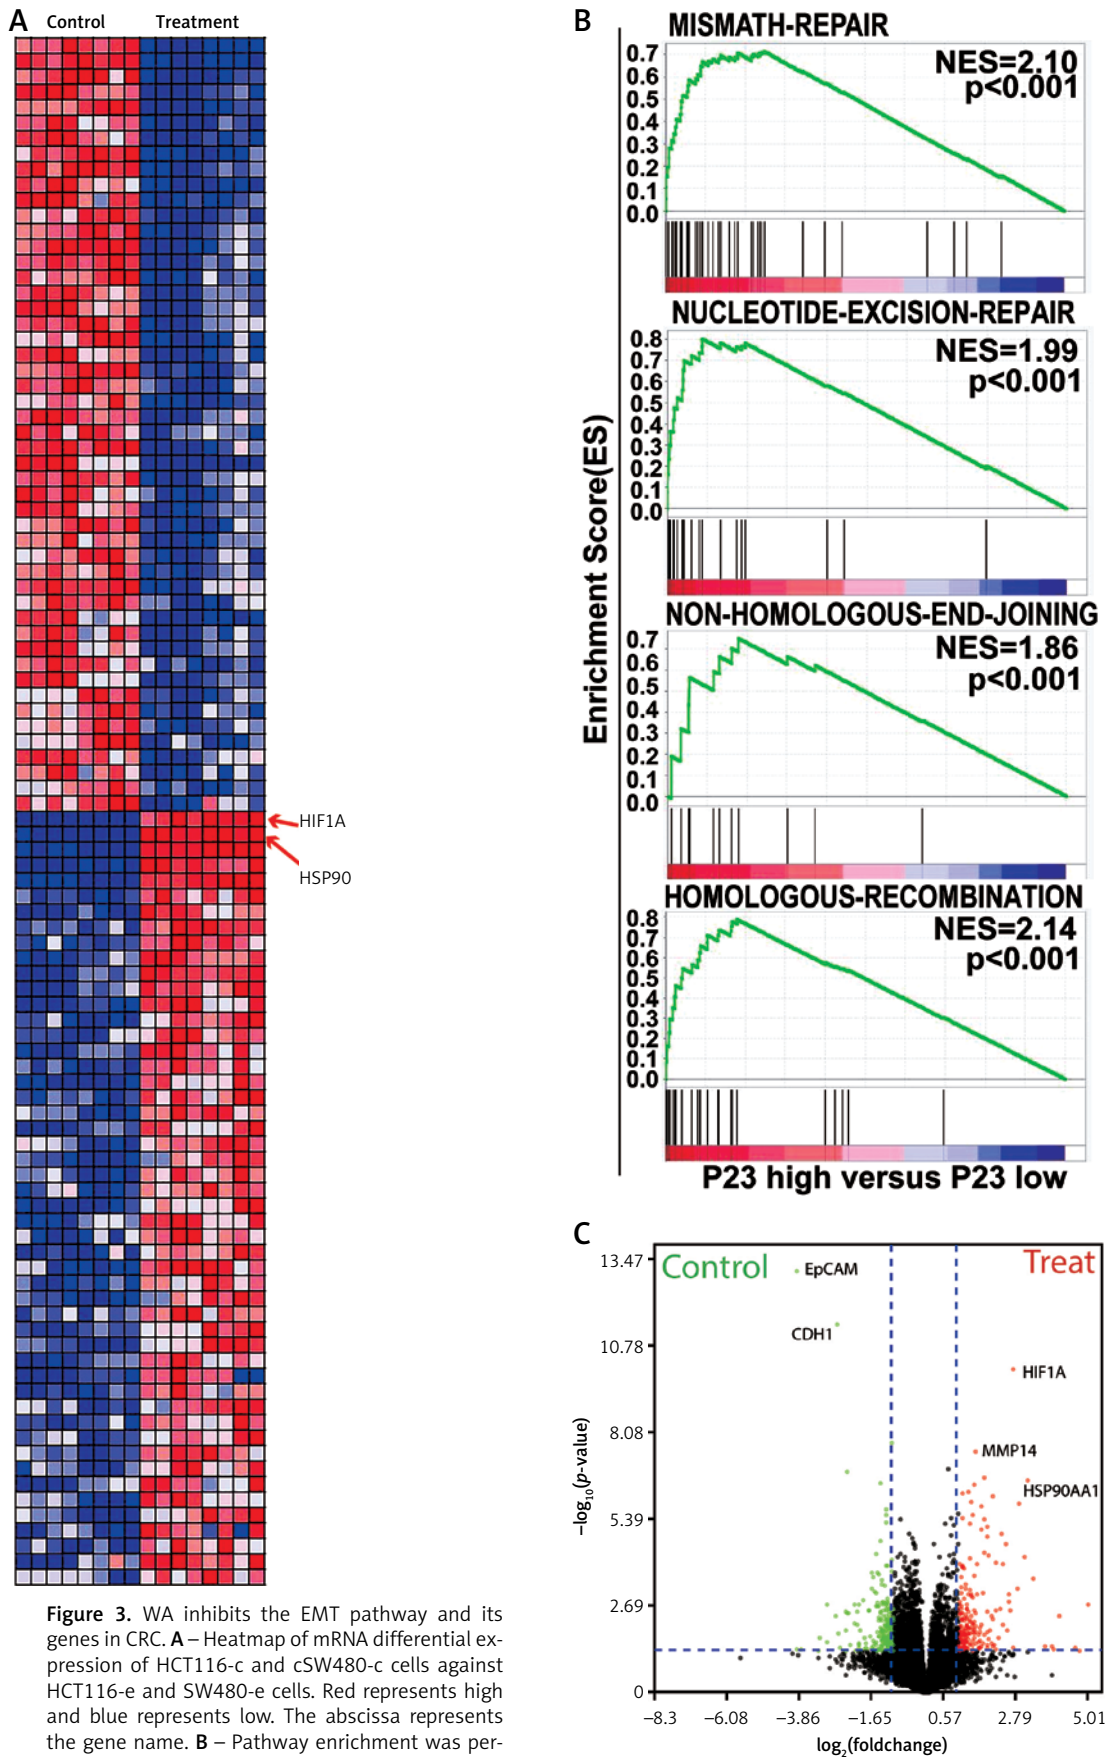 A
Control Treatment
HIF1A
HSP90
B
MISMATH-REPAIR
NES=2.10
p<0.001
0.7
0.6
0.5
0.4
0.3
0.2
0.1
0.0
NUCLEOTIDE-EXCISION-REPAIR
NES=1.99
p<0.001
0.8
0.7
0.6
0.5
0.4
0.3
0.2
0.1
0.0
NON-HOMOLOGOUS-END-JOINING
NES=1.86
p<0.001
0.7
0.6
0.5
0.4
0.3
0.2
0.1
0.0
HOMOLOGOUS-RECOMBINATION
NES=2.14
p<0.001
0.8
0.7
0.6
0.5
0.4
0.3
0.2
0.1
0.0
Enrichment Score(ES)
P23 high versus P23 low
C
Control Treat
EpCAM
CDH1
HIF1A
MMP14
HSP90AA1
13.47
10.78
8.08
5.39
2.69
0
–log10(p-value)
–8.3 –6.08 –3.86 –1.65 0.57 2.79 5.01
log2(foldchange)
Figure 3. WA inhibits the EMT pathway and its
genes in CRC. A – Heatmap of mRNA differential ex-
pression of HCT116-c and cSW480-c cells against
HCT116-e and SW480-e cells. Red represents high
and blue represents low. The abscissa represents
the gene name. B – Pathway enrichment was per-